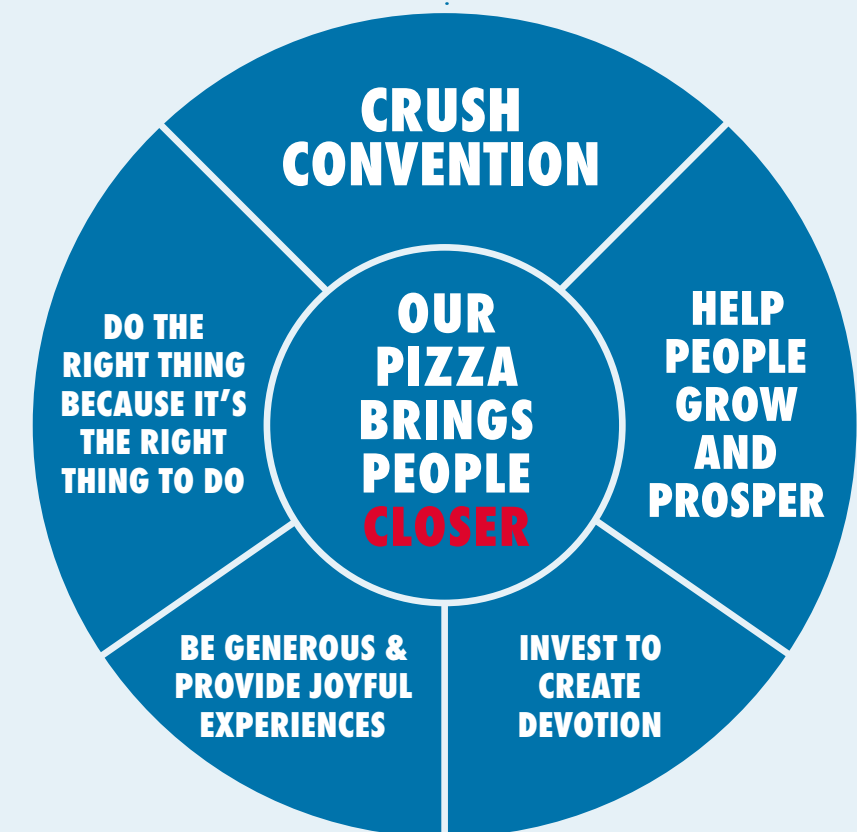 CRUSH
CONVENTION
HELP
PEOPLE
GROW
AND
PROSPER
INVEST TO
CREATE
DEVOTION
BE GENEROUS &
PROVIDE JOYFUL
EXPERIENCES
DO THE
RIGHT THING
BECAUSE IT'S
THE RIGHT
THING TO DO
OUR
PIZZA
BRINGS
PEOPLE
CLOSER